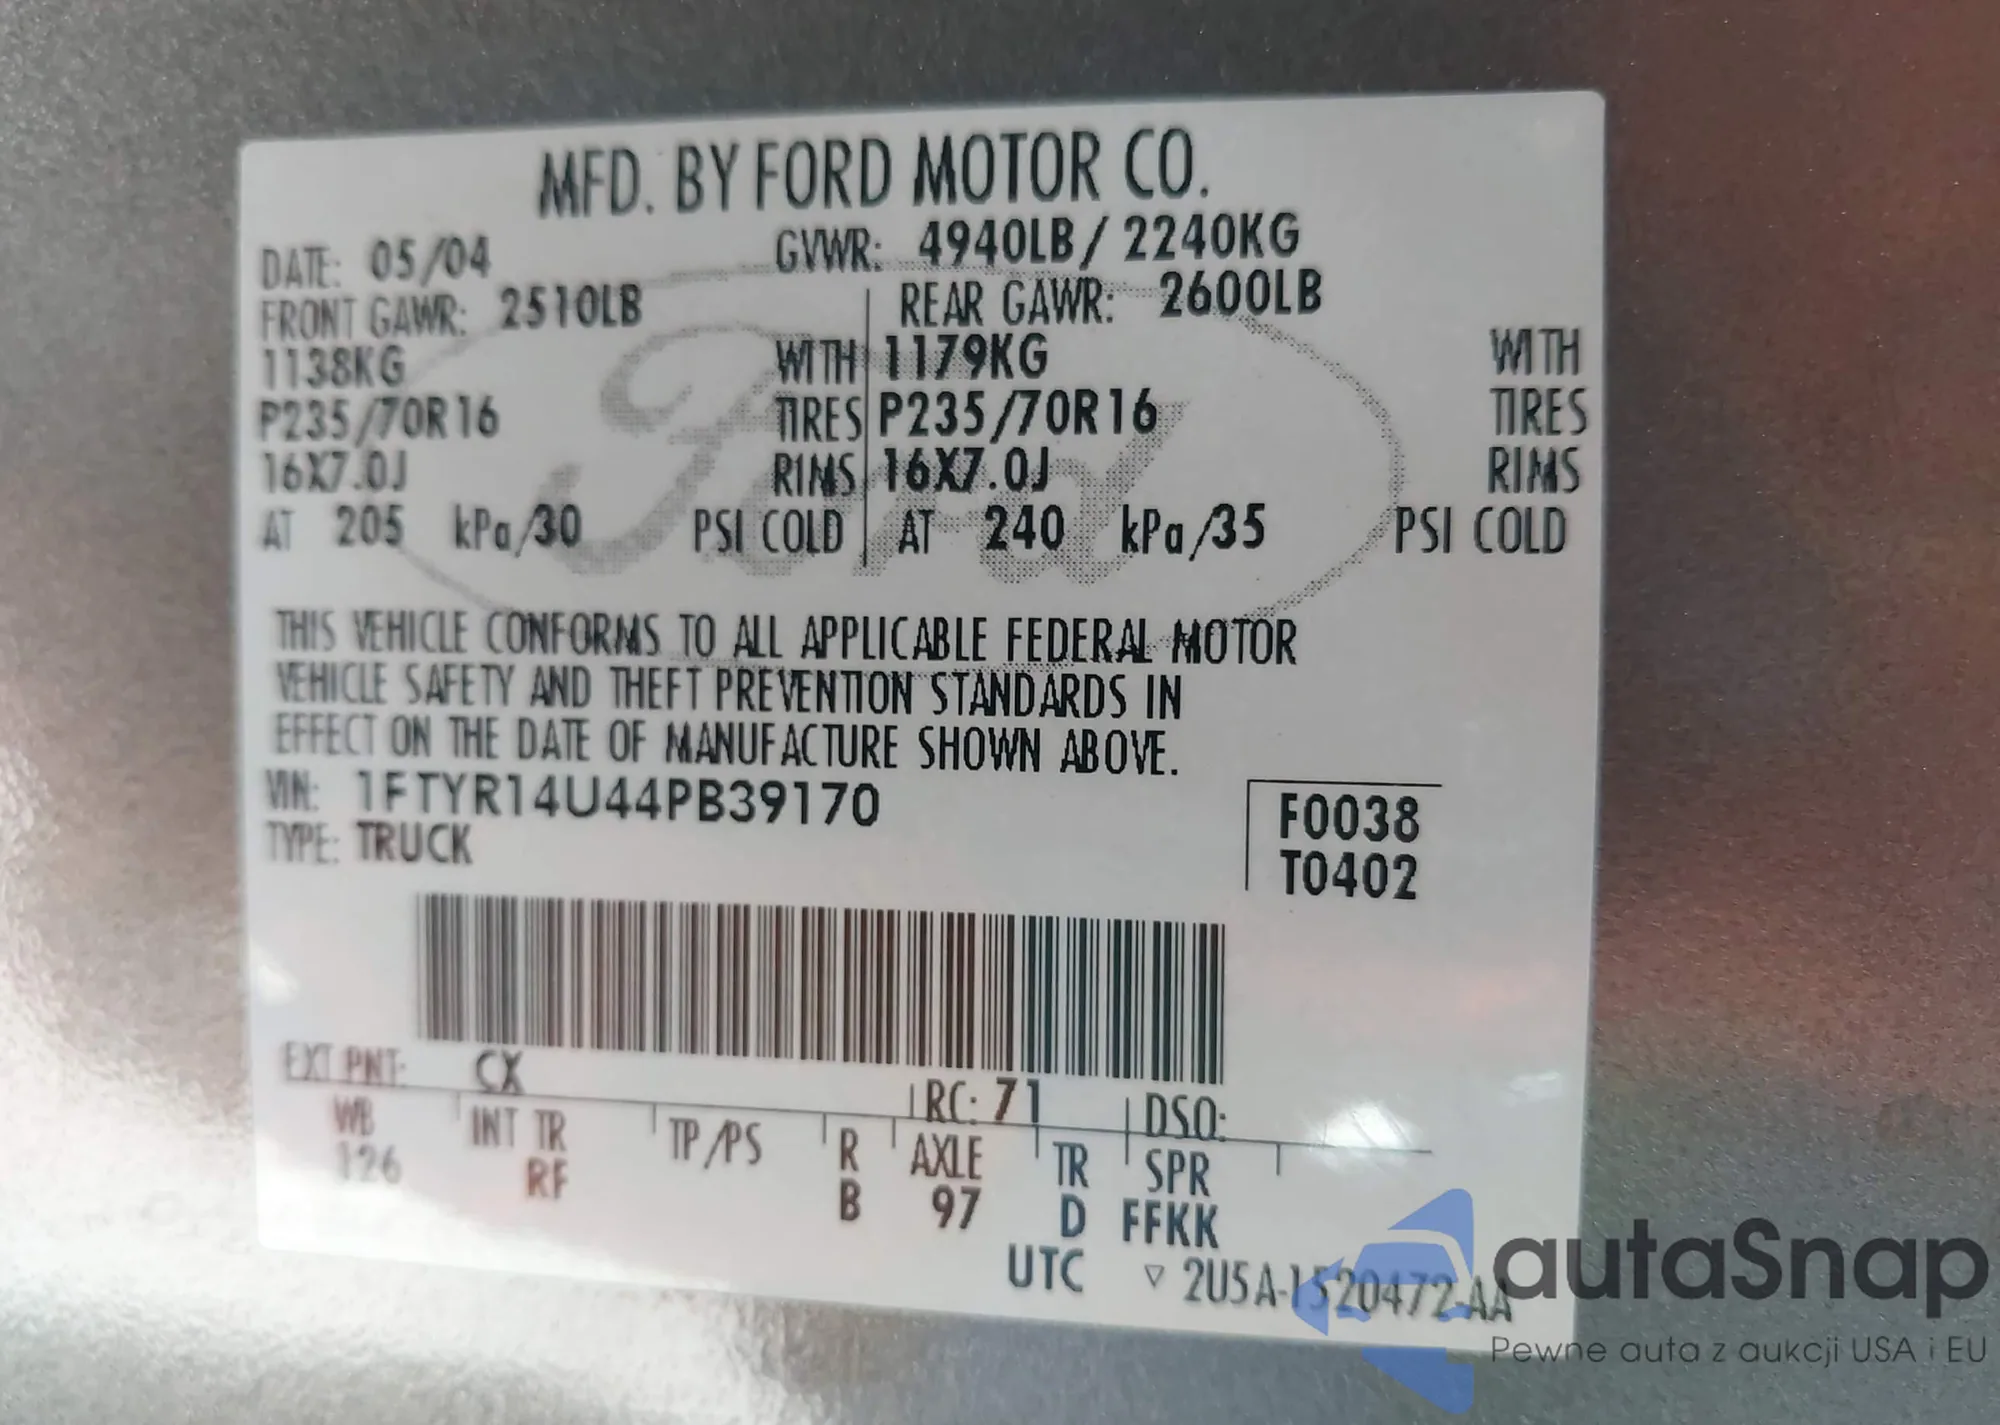 MFD. BY FORD MOTOR CO.
DATE: 05/04 GVWR: 4940LB/ 2240KG
FRONT GAWR: 2510LB REAR GAWR: 2600LB
1138KG WITH 1179KG WITH
P235/70R16 TIRES P235/70R16 TIRES
16X7.0J RIMS 16X7.0J RIMS
AT 205 kPa/30 PSI COLD AT 240 kPa/35 PSI COLD
Ford
THIS VEHICLE CONFORMS TO ALL APPLICABLE FEDERAL MOTOR
VEHICLE SAFETY AND THEFT PREVENTION STANDARDS IN
EFFECT ON THE DATE OF MANUFACTURE SHOWN ABOVE.
VIN: 1FTYR14U44PB39170
TYPE: TRUCK
F0038
T0402
EXT PNT: CX RC: 71 DSO:
WB INT TR TP/PS R AXLE TR SPR
126 RF B 97 D FFKK
UTC ▽ 2U5A-1520472-AA
autaSnap
Pewne auta z aukcji USA i EU